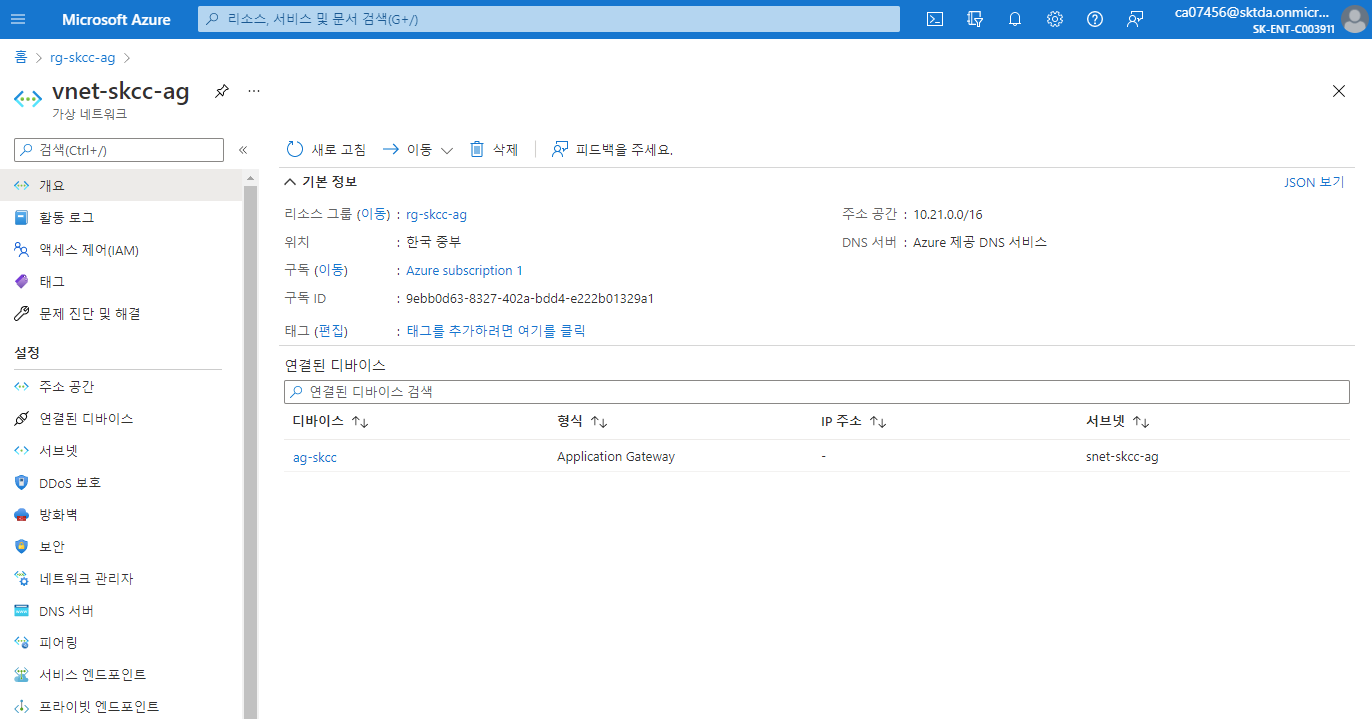 Microsoft Azure
리소스, 서비스 및 문서 검색(G+/)
ca07456@sktda.onmicr...
SK-ENT-C003911
홈 > rg-skcc-ag >
vnet-skcc-ag
가상 네트워크
검색(Ctrl+/)
개요
활동 로그
액세스 제어(IAM)
태그
문제 진단 및 해결
설정
주소 공간
연결된 디바이스
서브넷
DDoS 보호
방화벽
보안
네트워크 관리자
DNS 서버
피어링
서비스 엔드포인트
프라이빗 엔드포인트
새로 고침 이동 삭제 피드백을 주세요.
기본 정보 JSON 보기
리소스 그룹 (이동) : rg-skcc-ag
위치 : 한국 중부
구독 (이동) : Azure subscription 1
구독 ID : 9ebb0d63-8327-402a-bdd4-e222b01329a1
태그 (편집) : 태그를 추가하려면 여기를 클릭
주소 공간 : 10.21.0.0/16
DNS 서버 : Azure 제공 DNS 서비스
연결된 디바이스
연결된 디바이스 검색
디바이스 ↑↓ 형식 ↑↓ IP 주소 ↑↓ 서브넷 ↑↓
ag-skcc Application Gateway - snet-skcc-ag